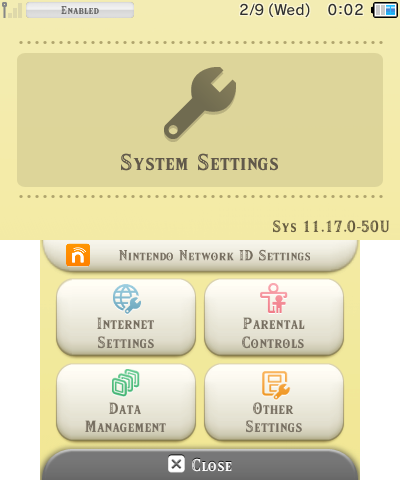 Enabled 2/9 (Wed) 0:02
System Settings
Sys 11.17.0-50U
Nintendo Network ID Settings
Internet
Settings
Parental
Controls
Data
Management
Other
Settings
Close